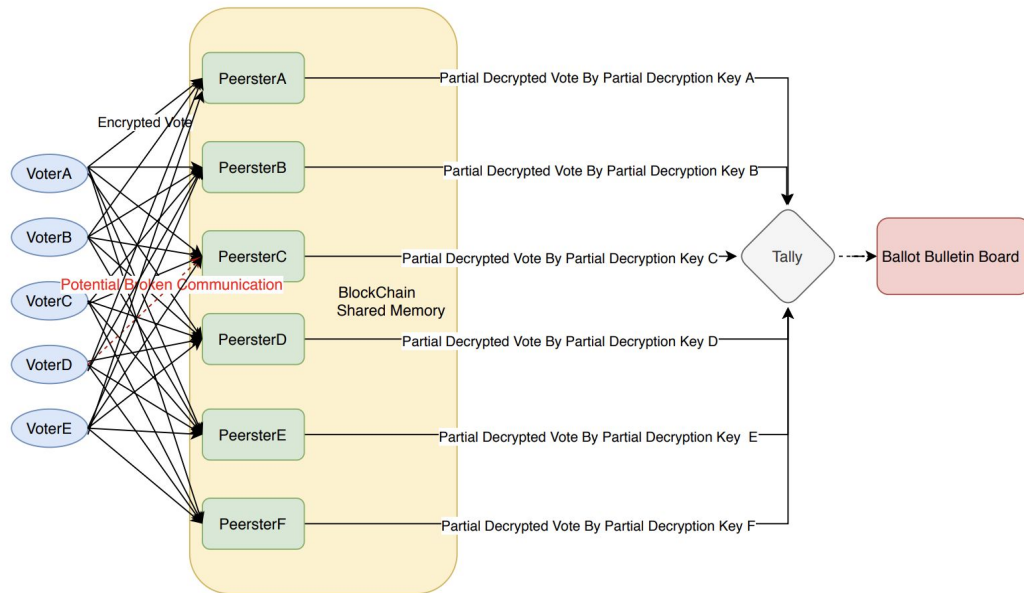 PeersterA
Partial Decrypted Vote By Partial Decryption Key A
Encrypted Vote
VoterA
PeersterB
Partial Decrypted Vote By Partial Decryption Key B
VoterB
PeersterC
Partial Decrypted Vote By Partial Decryption Key C
Tally
Ballot Bulletin Board
Potential Broken Communication
VoterC
BlockChain
Shared Memory
PeersterD
Partial Decrypted Vote By Partial Decryption Key D
VoterD
VoterE
PeersterE
Partial Decrypted Vote By Partial Decryption Key E
PeersterF
Partial Decrypted Vote By Partial Decryption Key F